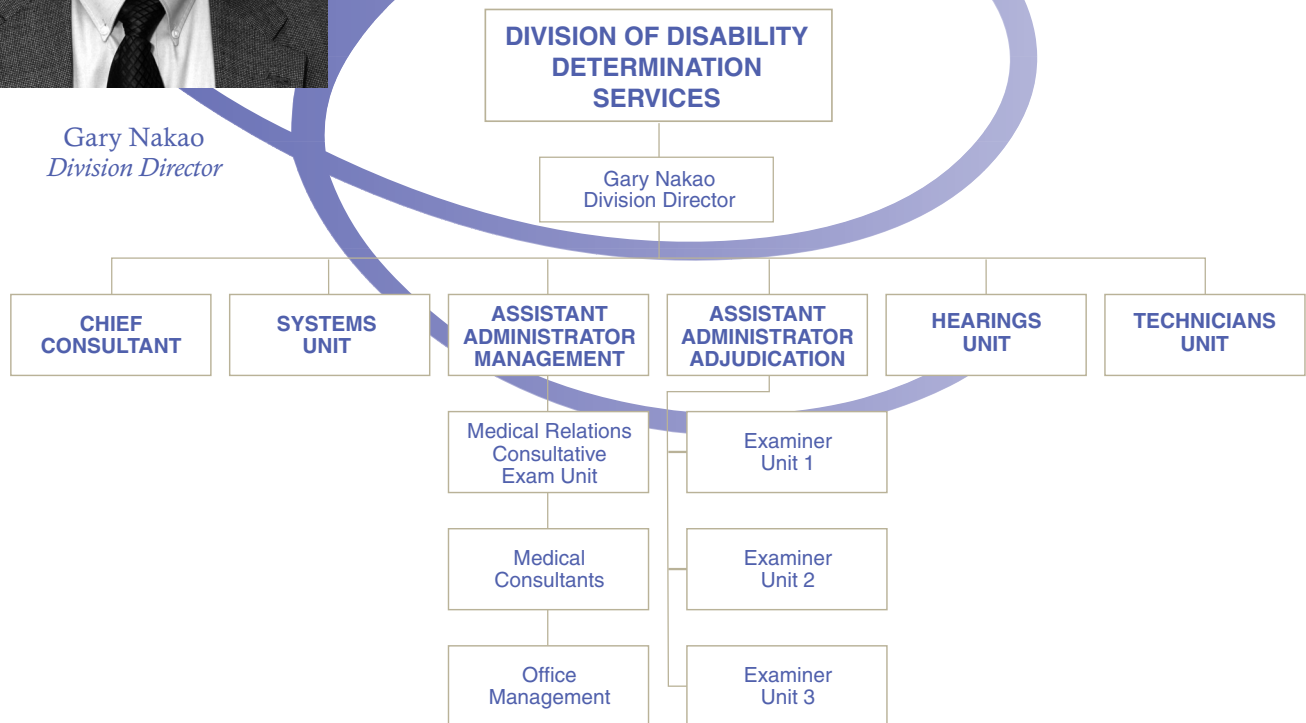 DIVISION OF DISABILITY
DETERMINATION
SERVICES
Gary Nakao
Division Director
Gary Nakao
Division Director
CHIEF
CONSULTANT
SYSTEMS
UNIT
ASSISTANT
ADMINISTRATOR
MANAGEMENT
ASSISTANT
ADMINISTRATOR
ADJUDICATION
HEARINGS
UNIT
TECHNICIANS
UNIT
Medical Relations
Consultative
Exam Unit
Examiner
Unit 1
Medical
Consultants
Examiner
Unit 2
Office
Management
Examiner
Unit 3